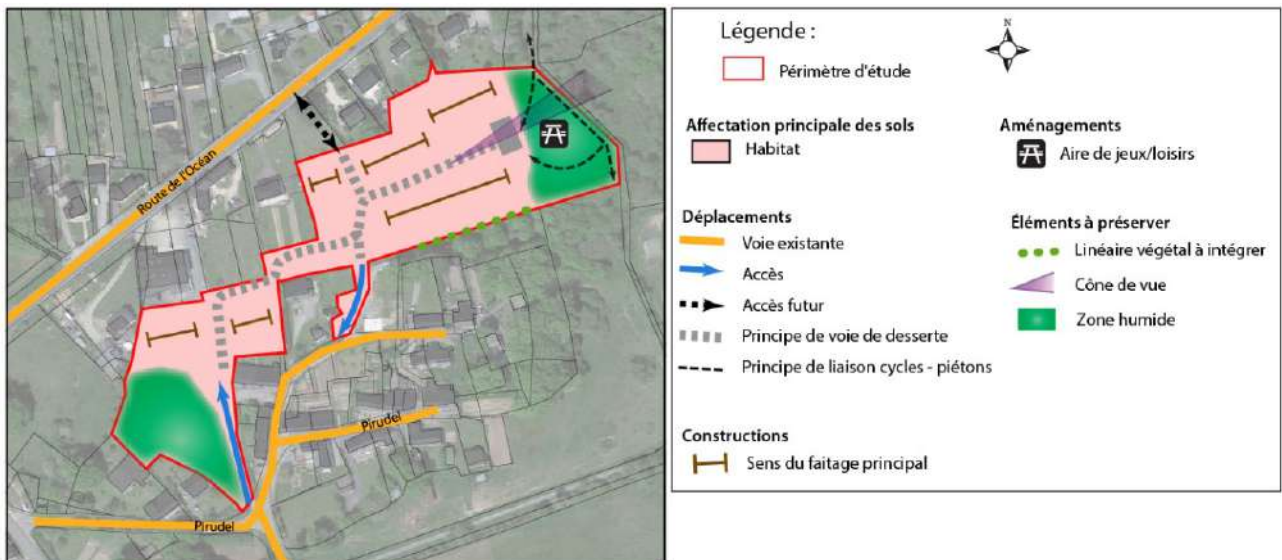 Route de l'Océan
Pirudel
Pirudel
Légende :
N
Périmètre d'étude
Affectation principale des sols
Habitat
Déplacements
Voie existante
Accès
Accès futur
Principe de voie de desserte
Principe de liaison cycles - piétons
Constructions
Sens du faitage principal
Aménagements
Aire de jeux/loisirs
Éléments à préserver
Linéaire végétal à intégrer
Cône de vue
Zone humide